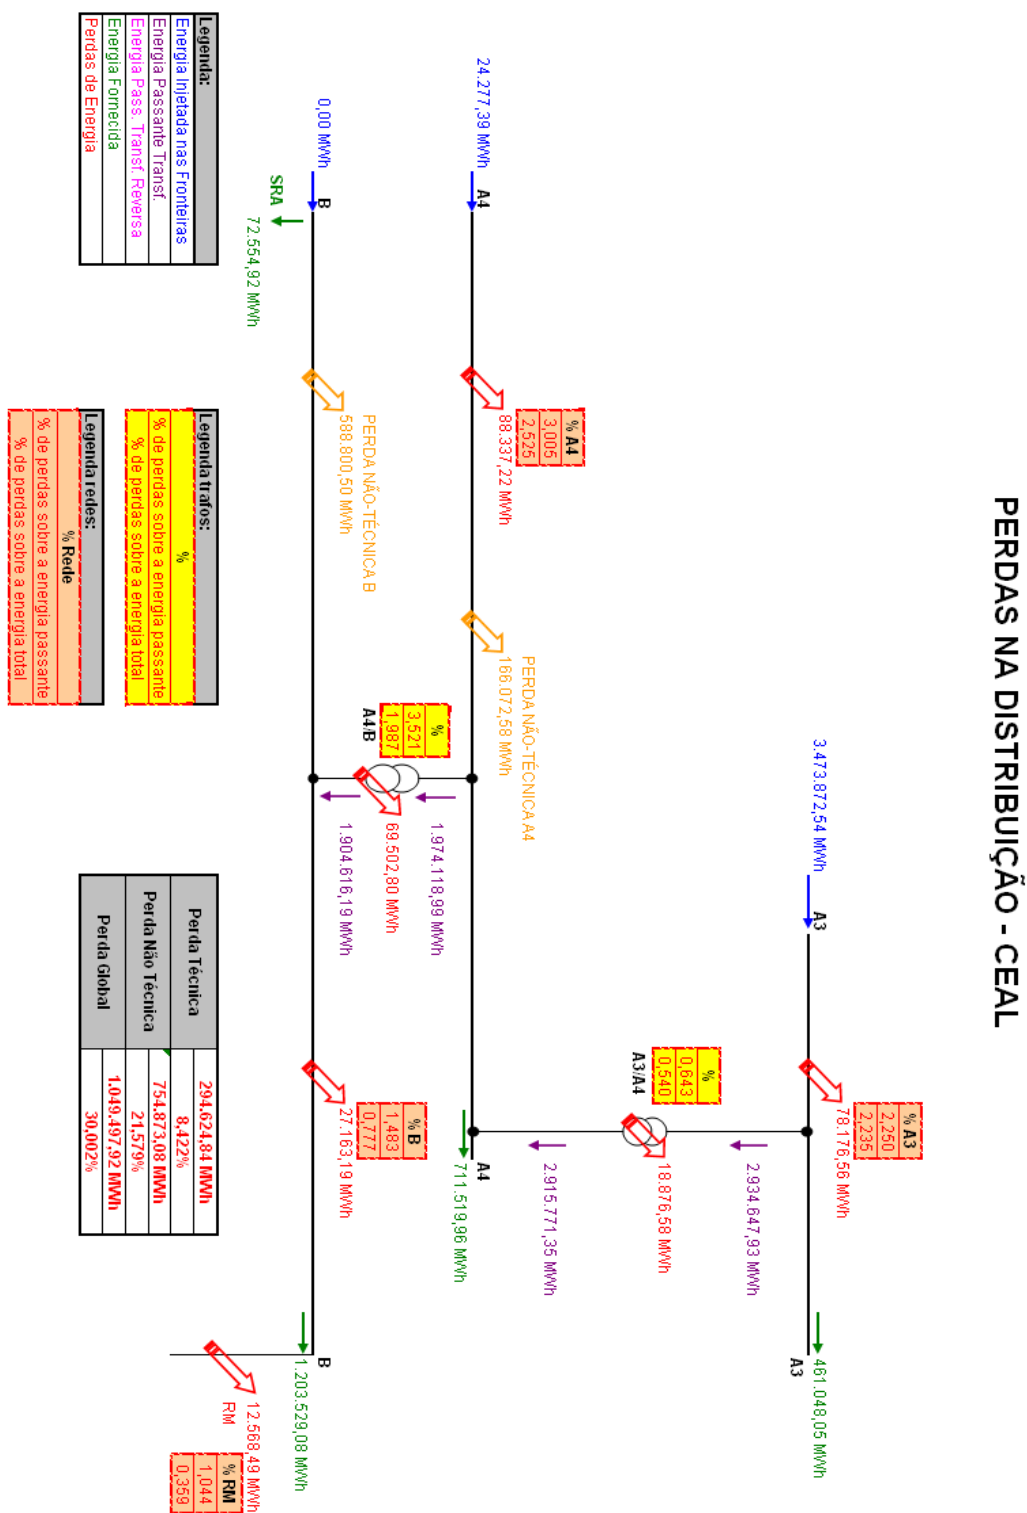 PERDAS NA DISTRIBUIÇÃO - CEAL
3.473.872,54 MWh
A3
% A3
2,250
2,235
78.176,56 MWh
461.048,05 MWh
A3
2.934.647,93 MWh
%
0,643
0,540
A3/A4
18.876,58 MWh
2.915.771,35 MWh
24.277,39 MWh
A4
% A4
3,005
2,525
88.337,22 MWh
PERDA NÃO-TÉCNICA A4
166.072,58 MWh
711.519,96 MWh
A4
%
3,521
1,987
A4/B
1.974.118,99 MWh
69.502,80 MWh
1.904.616,19 MWh
0,00 MWh
B
SRA
72.554,92 MWh
PERDA NÃO-TÉCNICA B
588.800,50 MWh
% B
1,483
0,777
27.163,19 MWh
B
1.203.529,08 MWh
12.568,49 MWh
RM
% RM
1,044
0,359
Legenda:
Energia Injetada nas Fronteiras
Energia Passante Transf.
Energia Pass. Transf. Reversa
Energia Fornecida
Perdas de Energia
Legenda trafos:
%
% de perdas sobre a energia passante
% de perdas sobre a energia total
Legenda redes:
% Rede
% de perdas sobre a energia passante
% de perdas sobre a energia total
Perda Técnica
294.624,84 MWh
8,422%
Perda Não Técnica
754.873,08 MWh
21,579%
Perda Global
1.049.497,92 MWh
30,002%